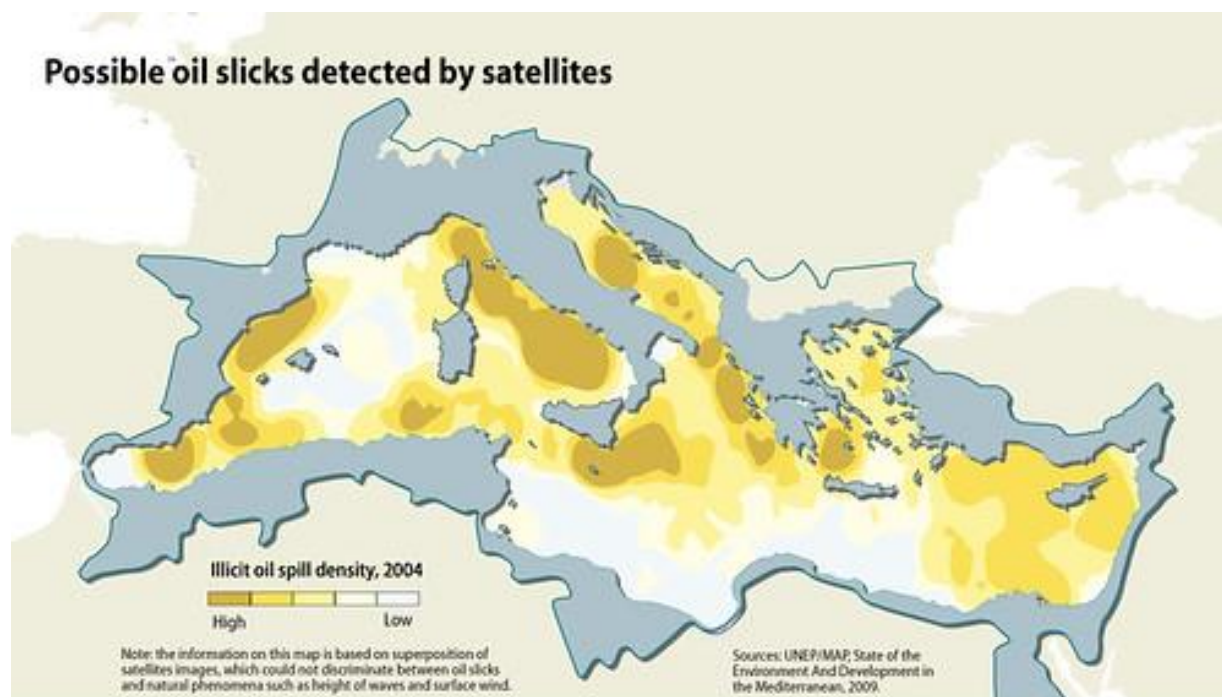 Possible oil slicks detected by satellites
Illicit oil spill density, 2004
High Low
Note: the information on this map is based on superposition of
satellites images, which could not discriminate between oil slicks
and natural phenomena such as height of waves and surface wind.
Sources: UNEP/MAP, State of the
Environment And Development in
the Mediterranean, 2009.